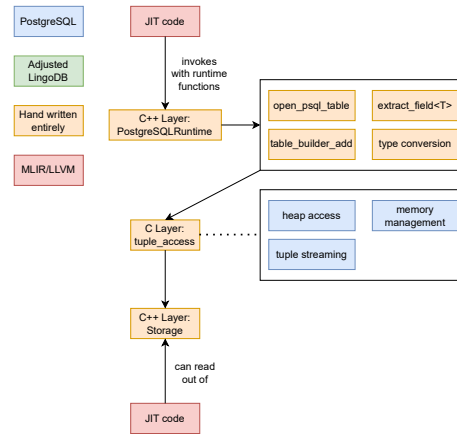 PostgreSQL
Adjusted
LingoDB
Hand written
entirely
MLIR/LLVM
JIT code
invokes
with runtime
functions
C++ Layer:
PostgreSQLRuntime
open_psql_table
extract_field<T>
table_builder_add
type conversion
C Layer:
tuple_access
heap access
memory
management
tuple streaming
C++ Layer:
Storage
can read
out of
JIT code